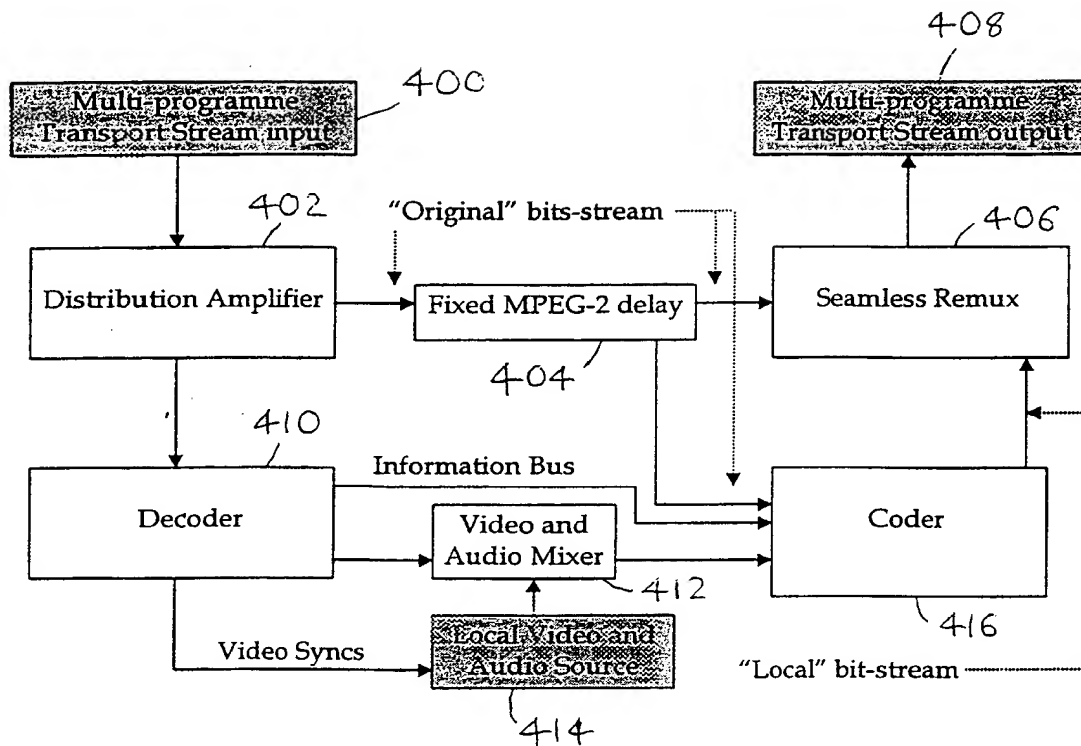 408
400
Multi-programme
Transport Stream input
Multi-programme
Transport Stream output
402
"Original" bits-stream
406
Distribution Amplifier
Fixed MPEG-2 delay
Seamless Remux
404
410
Information Bus
Decoder
Video and
Audio Mixer
Coder
412
416
Video Syncs
Local Video and
Audio Source
"Local" bit-stream
414